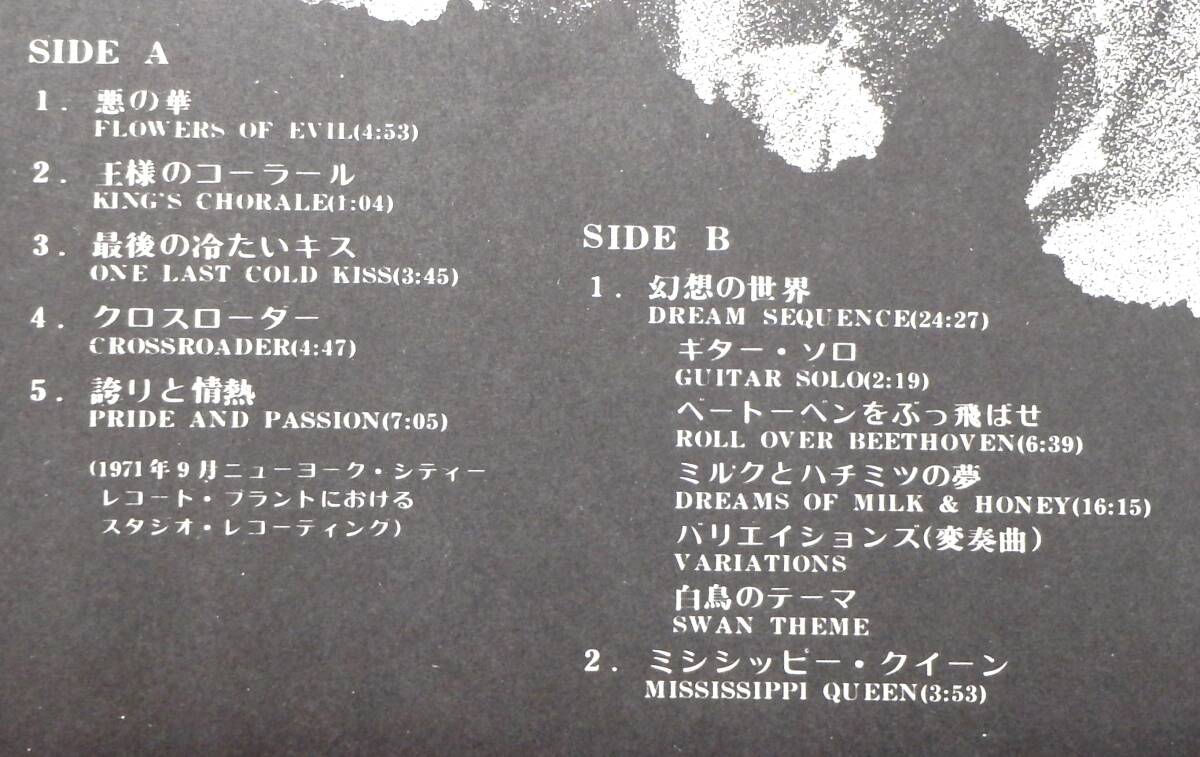 SIDE A
1. 悪の華
FLOWERS OF EVIL(4:53)
2. 王様のコーラール
KING'S CHORALE(1:04)
3. 最後の冷たいキス
ONE LAST COLD KISS(3:45)
4. クロスローダー
CROSSROADER(4:47)
5. 誇りと情熱
PRIDE AND PASSION(7:05)
(1971年9月ニューヨーク・シティー
レコード・プラントにおける
スタジオ・レコーディング)
SIDE B
1. 幻想の世界
DREAM SEQUENCE(24:27)
ギター・ソロ
GUITAR SOLO(2:19)
ベートーベンをぶっ飛ばせ
ROLL OVER BEETHOVEN(6:39)
ミルクとハチミツの夢
DREAMS OF MILK & HONEY(16:15)
バリエイションズ(変奏曲)
VARIATIONS
白鳥のテーマ
SWAN THEME
2. ミシシッピー・クイーン
MISSISSIPPI QUEEN(3:53)